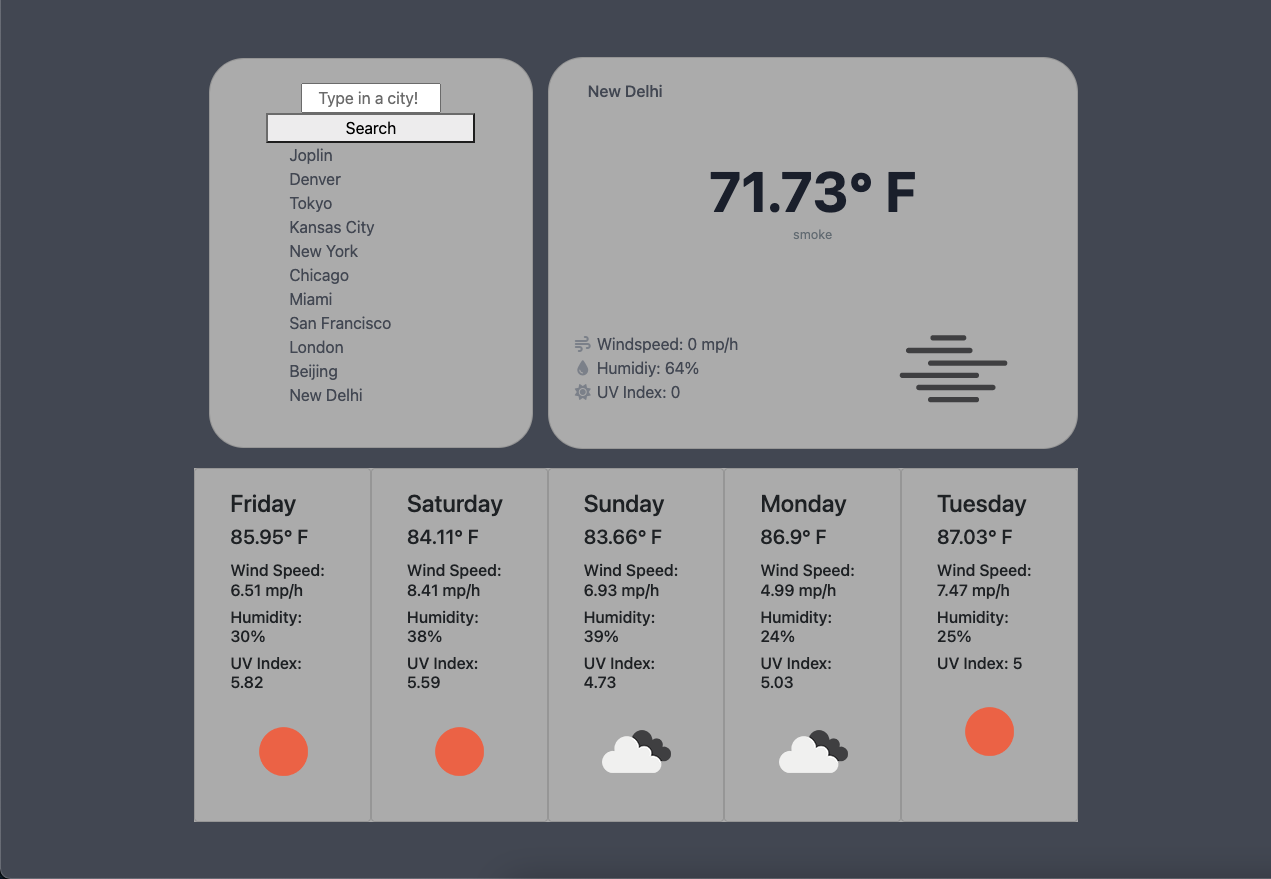 Type in a city!
Search
Joplin
Denver
Tokyo
Kansas City
New York
Chicago
Miami
San Francisco
London
Beijing
New Delhi
New Delhi
71.73° F
smoke
Windspeed: 0 mp/h
Humidiy: 64%
UV Index: 0
Friday
85.95° F
Wind Speed:
6.51 mp/h
Humidity:
30%
UV Index:
5.82
Saturday
84.11° F
Wind Speed:
8.41 mp/h
Humidity:
38%
UV Index:
5.59
Sunday
83.66° F
Wind Speed:
6.93 mp/h
Humidity:
39%
UV Index:
4.73
Monday
86.9° F
Wind Speed:
4.99 mp/h
Humidity:
24%
UV Index:
5.03
Tuesday
87.03° F
Wind Speed:
7.47 mp/h
Humidity:
25%
UV Index: 5